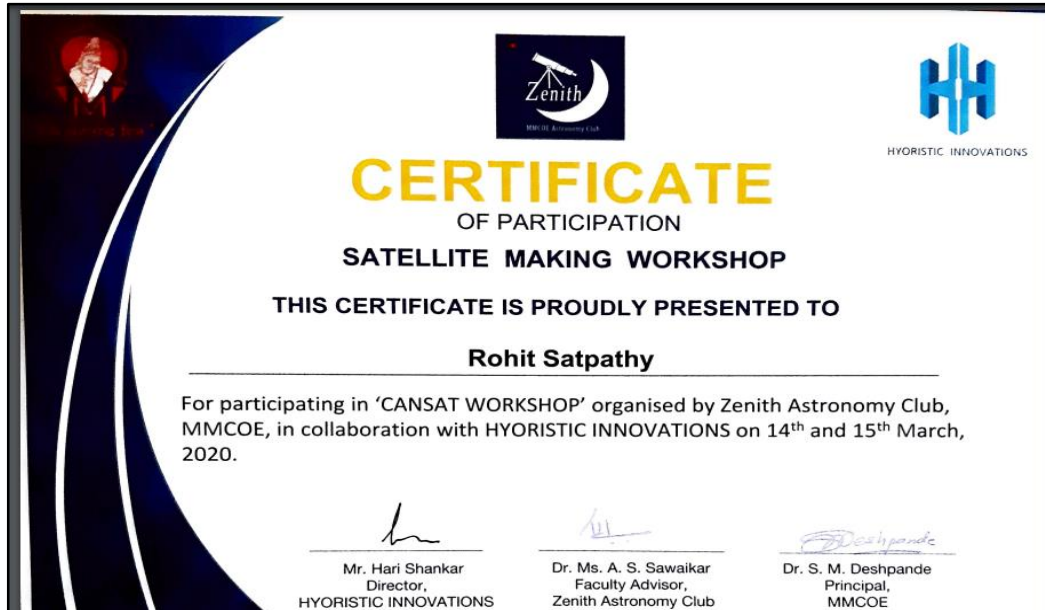 Zenith
MMCOE Astronomy Club
HYORISTIC INNOVATIONS
CERTIFICATE
OF PARTICIPATION
SATELLITE MAKING WORKSHOP
THIS CERTIFICATE IS PROUDLY PRESENTED TO
Rohit Satpathy
For participating in ‘CANSAT WORKSHOP’ organised by Zenith Astronomy Club,
MMCOE, in collaboration with HYORISTIC INNOVATIONS on 14th and 15th March,
2020.
Deshpande
Mr. Hari Shankar
Director,
HYORISTIC INNOVATIONS
Dr. Ms. A. S. Sawaikar
Faculty Advisor,
Zenith Astronomy Club
Dr. S. M. Deshpande
Principal,
MMCOE